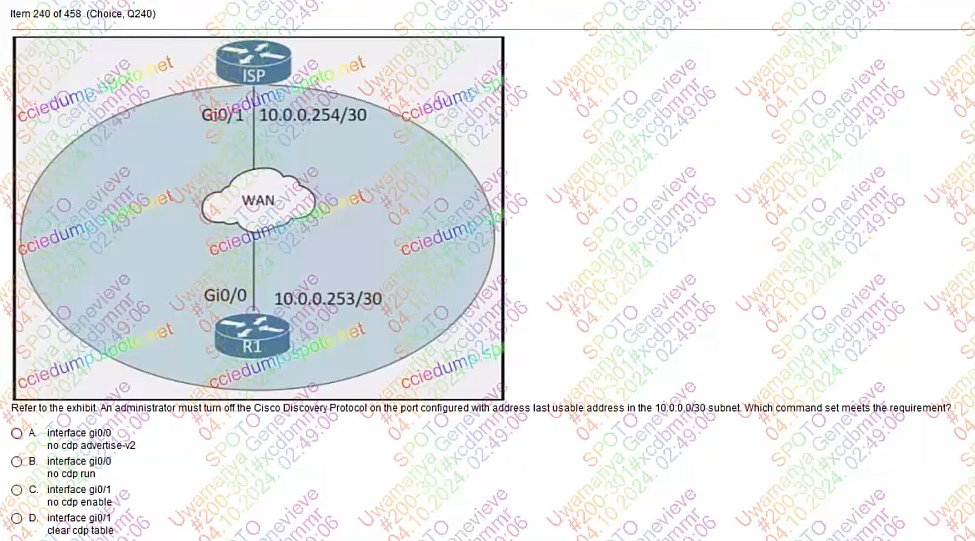 Item 240 of 458 (Choice, Q240)
ISP
Gi0/1 10.0.0.254/30
WAN
Gi0/0 10.0.0.253/30
R1
Refer to the exhibit. An administrator must turn off the Cisco Discovery Protocol on the port configured with address last usable address in the 10.0.0.0/30 subnet. Which command set meets the requirement?
A. interface gi0/0
no cdp advertise-v2
B. interface gi0/0
no cdp run
C. interface gi0/1
no cdp enable
D. interface gi0/1
clear cdp table